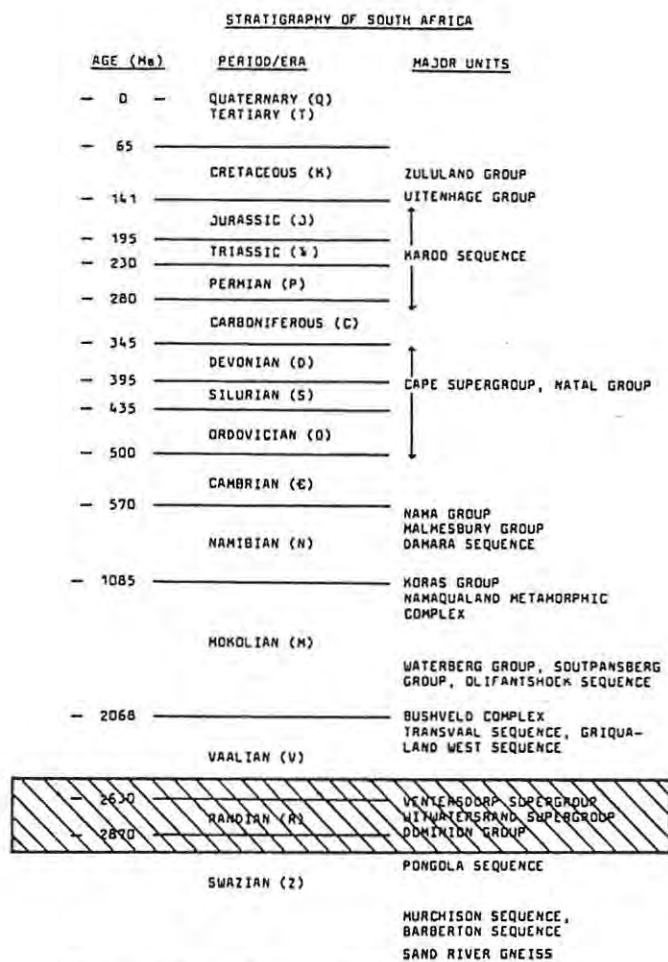 STRATIGRAPHY OF SOUTH AFRICA
AGE (Ma) PERIOD/ERA MAJOR UNITS
— 0 — QUATERNARY (Q)
TERTIARY (T)
— 65
CRETACEOUS (K) ZULULAND GROUP
— 141 UITENHAGE GROUP
JURASSIC (J)
— 195
TRIASSIC (Ŧ) KAROO SEQUENCE
— 230
PERMIAN (P)
— 280
CARBONIFEROUS (C)
— 345
DEVONIAN (D)
— 395 CAPE SUPERGROUP, NATAL GROUP
SILURIAN (S)
— 435
ORDOVICIAN (O)
— 500
CAMBRIAN (Є)
— 570
NAMA GROUP
MALMESBURY GROUP
NAMIBIAN (N) DAMARA SEQUENCE
— 1085 KORAS GROUP
NAMAQUALAND METAMORPHIC
COMPLEX
MOKOLIAN (M)
WATERBERG GROUP, SOUTPANSBERG
GROUP, OLIFANTSHOEK SEQUENCE
— 2068 BUSHVELD COMPLEX
TRANSVAAL SEQUENCE, GRIQUA-
LAND WEST SEQUENCE
VAALIAN (V)
— 2630 VENTERSDORP SUPERGROUP
RANDIAN (R) WITWATERSRAND SUPERGROUP
— 2870 DOMINION GROUP
PONGOLA SEQUENCE
SWAZIAN (Z)
MURCHISON SEQUENCE,
BARBERTON SEQUENCE
SAND RIVER GNEISS